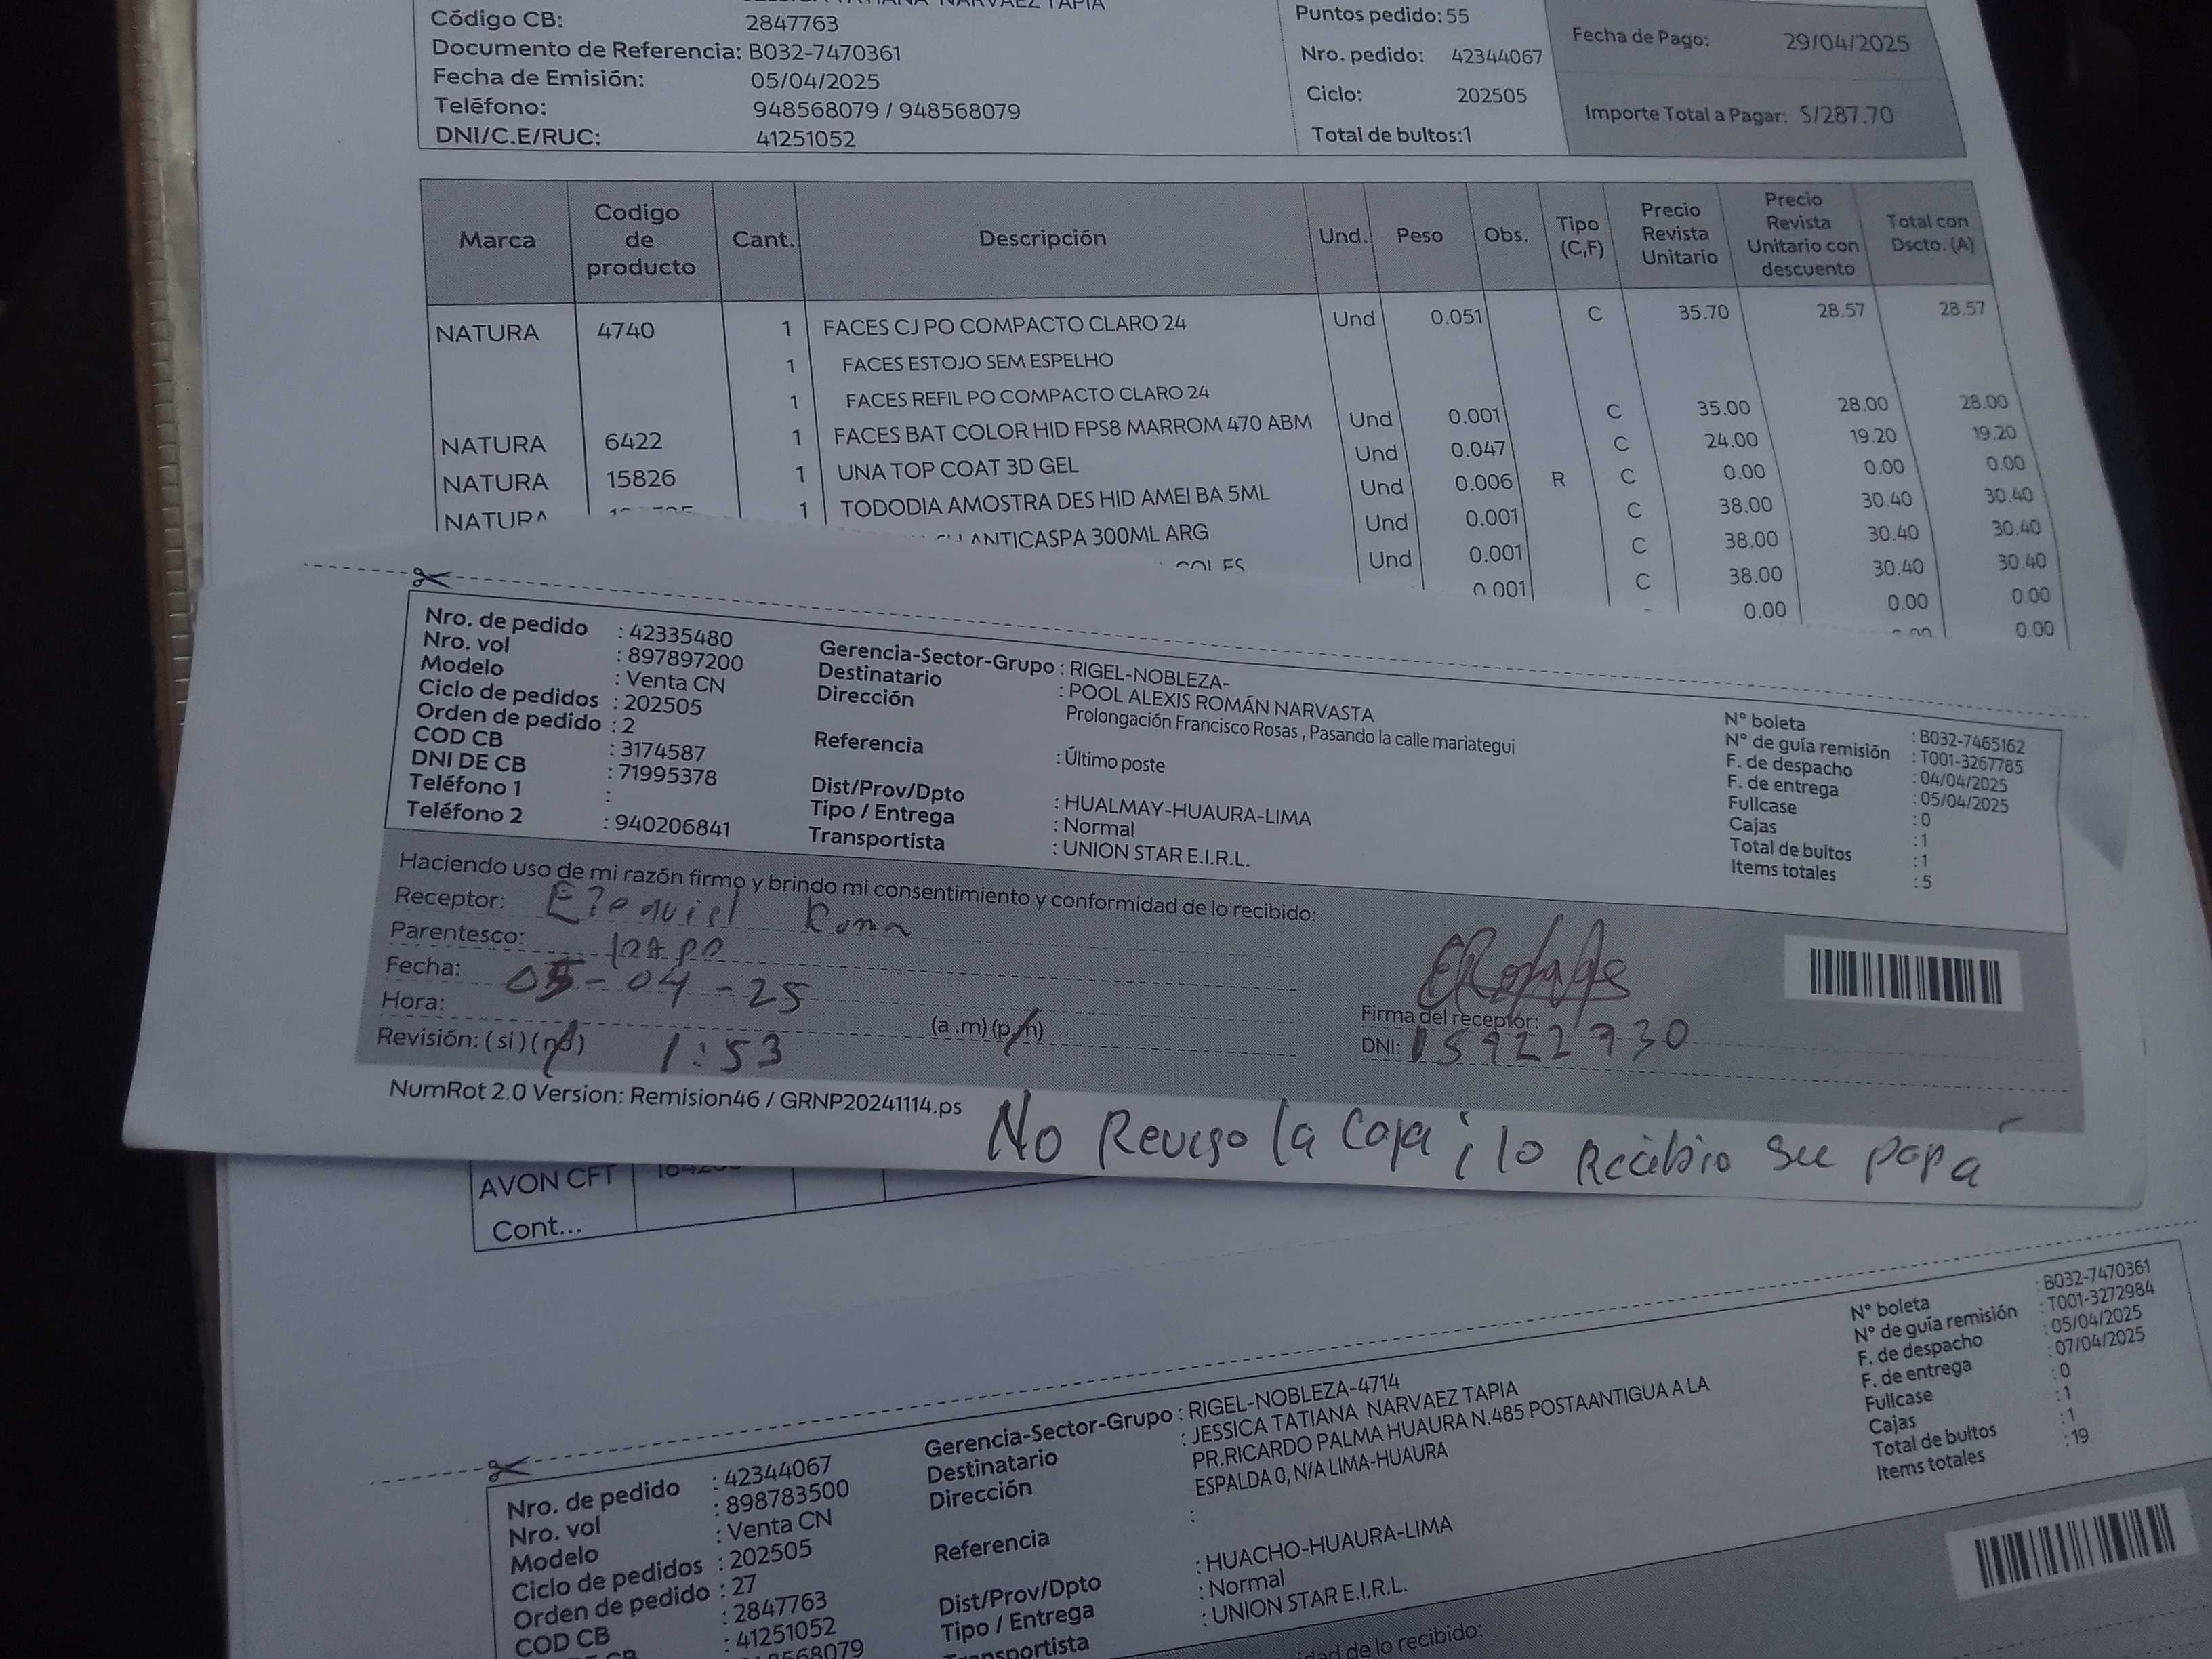 Código CB: 2847763
Documento de Referencia: B032-7470361
Fecha de Emisión: 05/04/2025
Teléfono: 948568079 / 948568079
DNI/C.E/RUC: 41251052
Puntos pedido: 55
Nro. pedido: 42344067
Ciclo: 202505
Total de bultos:1
Fecha de Pago: 29/04/2025
Importe Total a Pagar: S/287.70
Marca Codigo de producto Cant. Descripción Und. Peso Obs. Tipo (C,F) Precio Revista Unitario Precio Revista Unitario con descuento Total con Dscto. (A)
NATURA 4740 1 FACES CJ PO COMPACTO CLARO 24 Und 0.051 C 35.70 28.57 28.57
1 FACES ESTOJO SEM ESPELHO
1 FACES REFIL PO COMPACTO CLARO 24
NATURA 6422 1 FACES BAT COLOR HID FPS8 MARROM 470 ABM Und 0.001 C 35.00 28.00 28.00
NATURA 15826 1 UNA TOP COAT 3D GEL Und 0.047 C 24.00 19.20 19.20
NATURA 1 TODODIA AMOSTRA DES HID AMEI BA 5ML Und 0.006 R C 0.00 0.00 0.00
1 ANTICASPA 300ML ARG Und 0.001 C 38.00 30.40 30.40
Und 0.001 C 38.00 30.40 30.40
0.001 C 38.00 30.40 30.40
0.00 0.00 0.00
0.00
Nro. de pedido : 42335480
Nro. vol : 897897200
Modelo : Venta CN
Ciclo de pedidos : 202505
Orden de pedido : 2
COD CB : 3174587
DNI DE CB : 71995378
Teléfono 1 :
Teléfono 2 : 940206841
Gerencia-Sector-Grupo : RIGEL-NOBLEZA-
Destinatario : POOL ALEXIS ROMÁN NARVASTA
Dirección Prolongación Francisco Rosas , Pasando la calle mariategui
Referencia : Último poste
Dist/Prov/Dpto : HUALMAY-HUAURA-LIMA
Tipo / Entrega : Normal
Transportista : UNION STAR E.I.R.L.
N° boleta : B032-7465162
N° de guía remisión : T001-3267785
F. de despacho : 04/04/2025
F. de entrega : 05/04/2025
Fullcase : 0
Cajas : 1
Total de bultos : 1
Items totales : 5
Haciendo uso de mi razón firmo y brindo mi consentimiento y conformidad de lo recibido:
Receptor: Ezequiel Roma
Parentesco:
Fecha: 05-04-25
Hora: (a .m) (p.m)
Revisión: ( si ) ( no ) 1:53
Firma del receptor:
DNI: 15922730
NumRot 2.0 Version: Remision46 / GRNP20241114.ps
No Reviso la Caja ; lo Recibio su papá
AVON CFT
Cont...
Nro. de pedido : 42344067
Nro. vol : 898783500
Modelo : Venta CN
Ciclo de pedidos : 202505
Orden de pedido : 27
COD CB : 2847763
: 41251052
Gerencia-Sector-Grupo : RIGEL-NOBLEZA-4714
Destinatario : JESSICA TATIANA NARVAEZ TAPIA
Dirección PR.RICARDO PALMA HUAURA N.485 POSTAANTIGUA A LA
ESPALDA 0, N/A LIMA-HUAURA
Referencia :
Dist/Prov/Dpto : HUACHO-HUAURA-LIMA
Tipo / Entrega : Normal
: UNION STAR E.I.R.L.
N° boleta : B032-7470361
N° de guía remisión : T001-3272984
F. de despacho : 05/04/2025
F. de entrega : 07/04/2025
Fullcase : 0
Cajas : 1
Total de bultos : 1
Items totales : 19
de lo recibido: